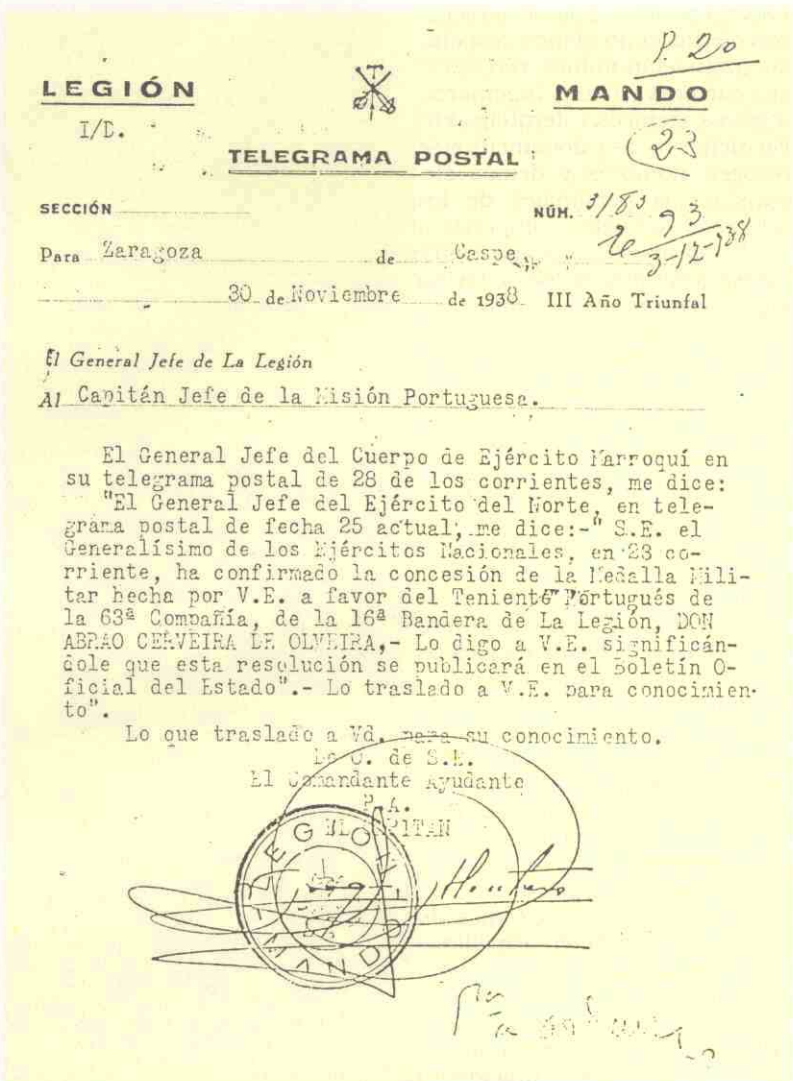 P. 20
LEGIÓN MANDO
I/D. 23
TELEGRAMA POSTAL
SECCIÓN NÚM. 3/83 93
Para Zaragoza de Caspe 3-12-938
30 de Noviembre de 1938 III Año Triunfal
El General Jefe de La Legión
Al Capitán Jefe de la Misión Portuguesa.
El General Jefe del Cuerpo de Ejército Marroquí en
su telegrama postal de 28 de los corrientes, me dice:
"El General Jefe del Ejército del Norte, en tele-
grama postal de fecha 25 actual, me dice:-" S.E. el
Generalísimo de los Ejércitos Nacionales, en 23 co-
rriente, ha confirmado la concesión de la Medalla Mili-
tar hecha por V.E. a favor del Teniente Portugués de
la 63ª Compañía, de la 16ª Bandera de La Legión, DON
ABRAO CERVEIRA DE OLVEIRA,- Lo digo a V.E. significán-
dole que esta resolución se publicará en el Boletín O-
ficial del Estado".- Lo traslado a V.E. para conocimien-
to".
Lo que traslado a Vd. para su conocimiento.
De O. de S.E.
El Comandante Ayudante
P.A.
EL CAPITAN
LEGION
MANDO